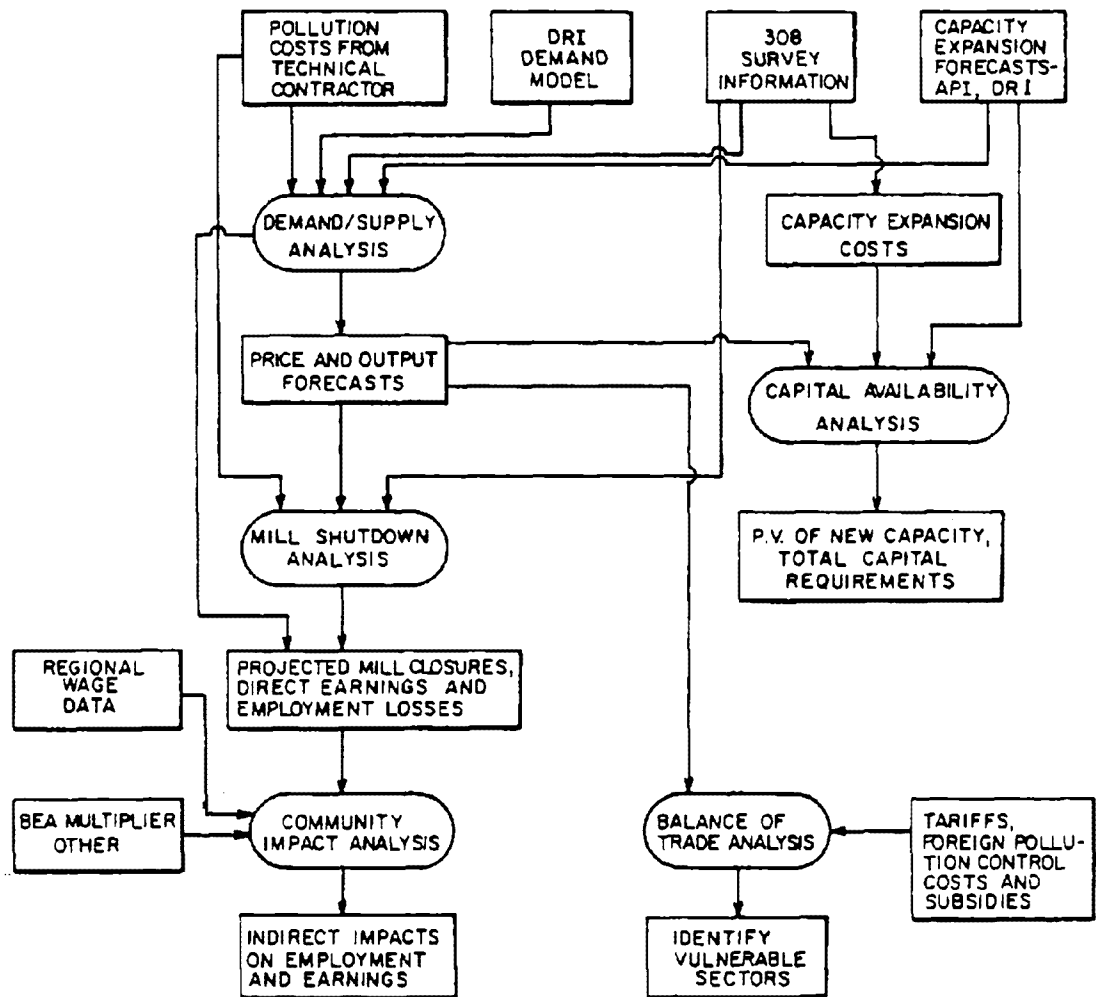 POLLUTION
COSTS FROM
TECHNICAL
CONTRACTOR
DRI
DEMAND
MODEL
308
SURVEY
INFORMATION
CAPACITY
EXPANSION
FORECASTS-
API, DRI
DEMAND/SUPPLY
ANALYSIS
CAPACITY EXPANSION
COSTS
PRICE AND OUTPUT
FORECASTS
CAPITAL AVAILABILITY
ANALYSIS
MILL SHUTDOWN
ANALYSIS
P.V. OF NEW CAPACITY,
TOTAL CAPITAL
REQUIREMENTS
REGIONAL
WAGE
DATA
PROJECTED MILL CLOSURES,
DIRECT EARNINGS AND
EMPLOYMENT LOSSES
BEA MULTIPLIER
OTHER
COMMUNITY
IMPACT ANALYSIS
BALANCE OF
TRADE ANALYSIS
TARIFFS,
FOREIGN POLLU-
TION CONTROL
COSTS AND
SUBSIDIES
INDIRECT IMPACTS
ON EMPLOYMENT
AND EARNINGS
IDENTIFY
VULNERABLE
SECTORS